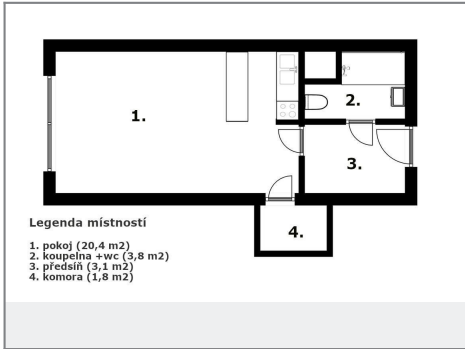 1.
2.
3.
4.
Legenda místností
1. pokoj (20,4 m2)
2. koupelna +wc (3,8 m2)
3. předsíň (3,1 m2)
4. komora (1,8 m2)